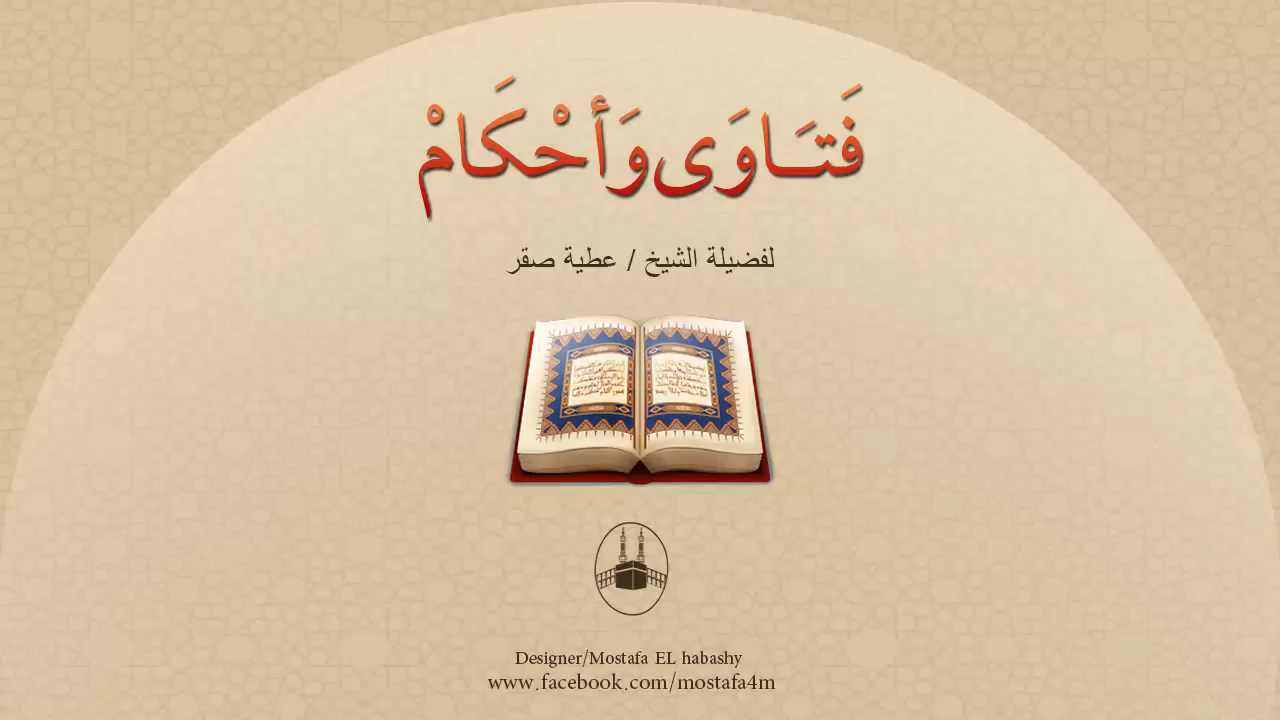 فَتَاوَى وَأَحْكَامْ
لفضيلة الشيخ / عطية صقر
Designer/Mostafa EL habashy
www.facebook.com/mostafa4m